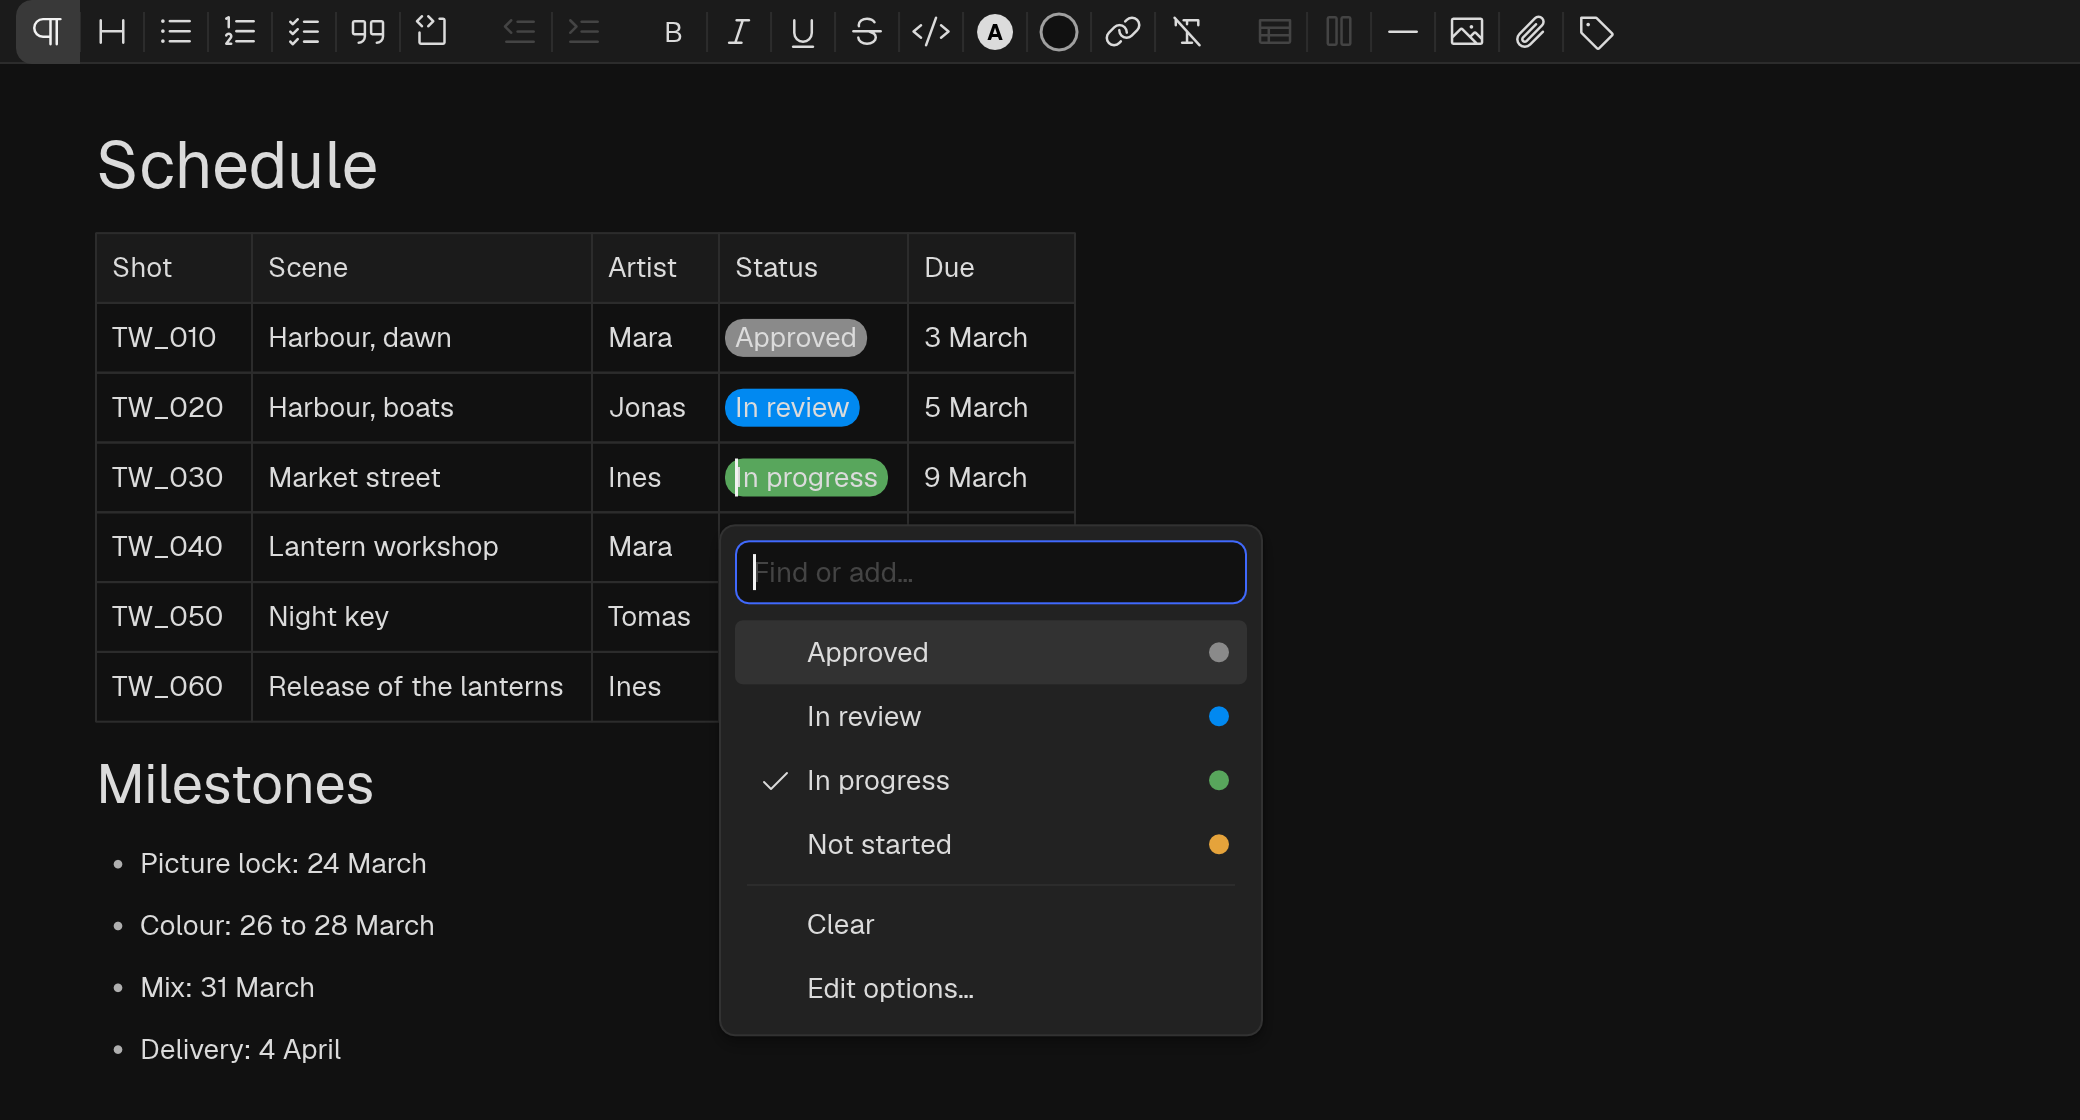 Schedule
Shot Scene Artist Status Due
TW_010 Harbour, dawn Mara Approved 3 March
TW_020 Harbour, boats Jonas In review 5 March
TW_030 Market street Ines In progress 9 March
TW_040 Lantern workshop Mara
TW_050 Night key Tomas
TW_060 Release of the lanterns Ines
Find or add...
Approved
In review
In progress
Not started
Clear
Edit options...
Milestones
• Picture lock: 24 March
• Colour: 26 to 28 March
• Mix: 31 March
• Delivery: 4 April